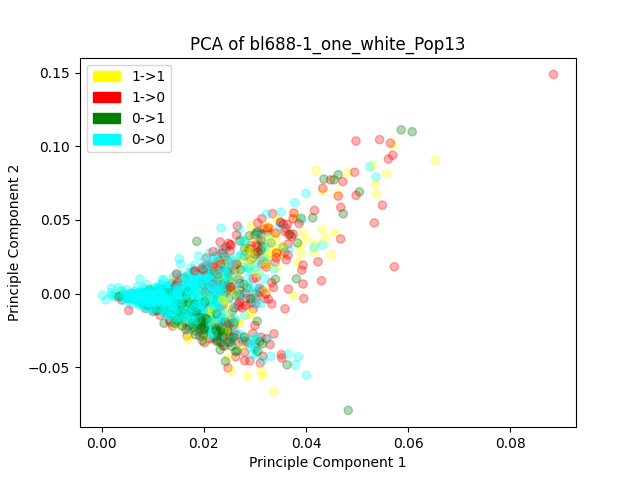 PCA of bl688-1_one_white_Pop13
1->1
1->0
0->1
0->0
Principle Component 2
0.15
0.10
0.05
0.00
−0.05
0.00 0.02 0.04 0.06 0.08
Principle Component 1